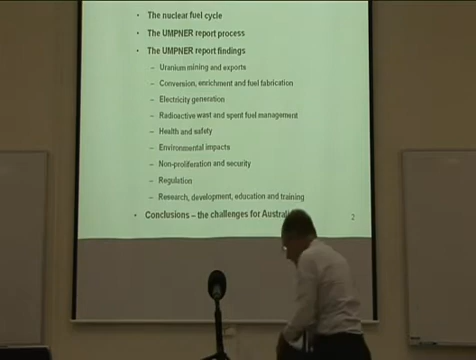 • The nuclear fuel cycle
• The UMPNER report process
• The UMPNER report findings
– Uranium mining and exports
– Conversion, enrichment and fuel fabrication
– Electricity generation
– Radioactive wast and spent fuel management
– Health and safety
– Environmental impacts
– Non-proliferation and security
– Regulation
– Research, development, education and training
• Conclusions – the challenges for Austral
2